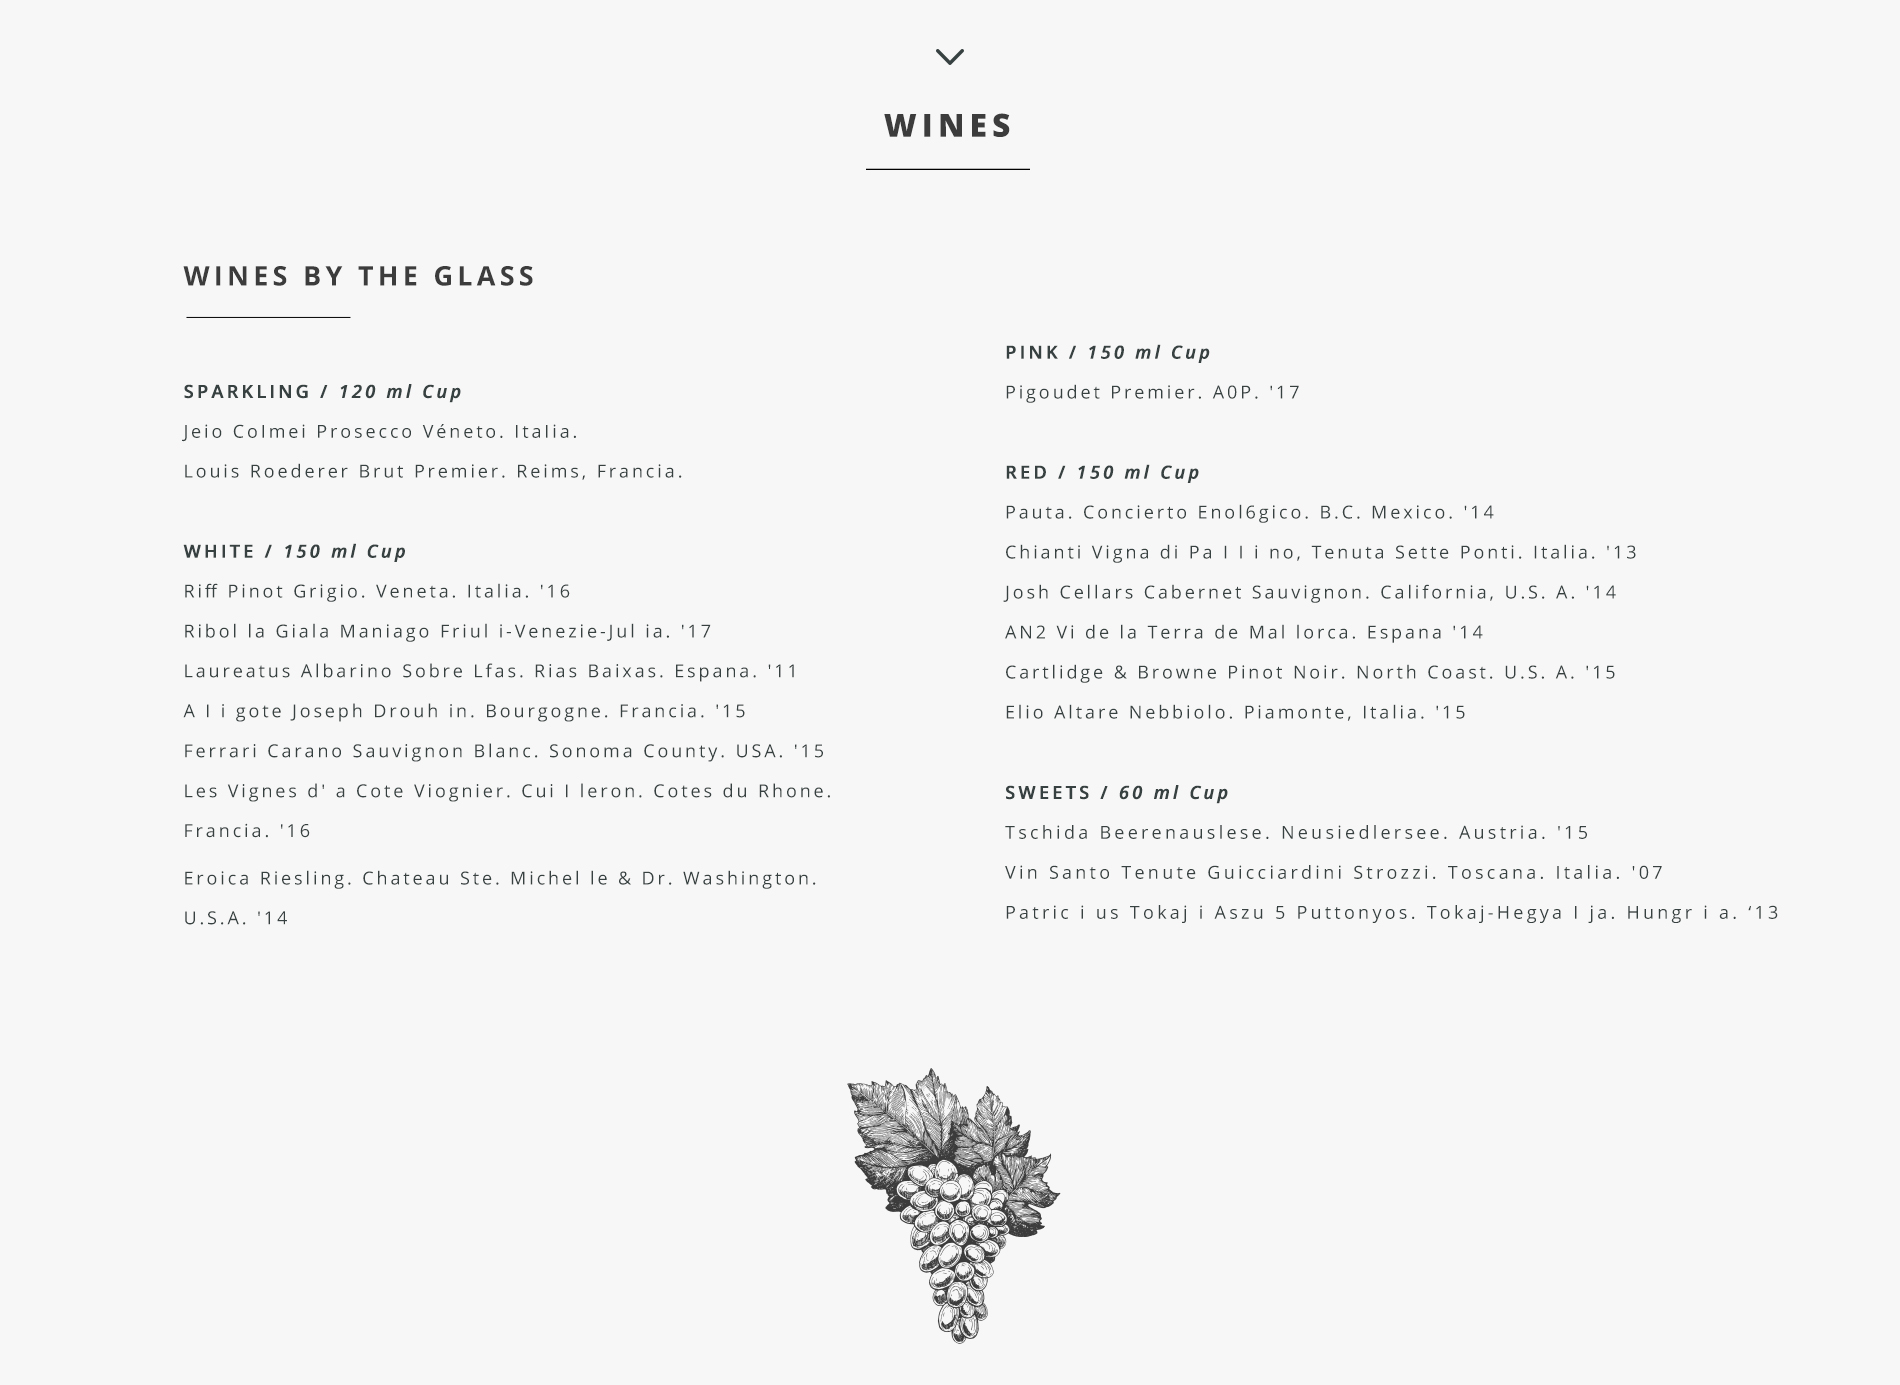 WINES
WINES BY THE GLASS
SPARKLING / 120 ml Cup
Jeio CoImei Prosecco Véneto. Italia.
Louis Roederer Brut Premier. Reims, Francia.
WHITE / 150 ml Cup
Riff Pinot Grigio. Veneta. Italia. '16
Ribol la Giala Maniago Friul i-Venezie-Jul ia. '17
Laureatus Albarino Sobre Lfas. Rias Baixas. Espana. '11
A I i gote Joseph Drouh in. Bourgogne. Francia. '15
Ferrari Carano Sauvignon Blanc. Sonoma County. USA. '15
Les Vignes d' a Cote Viognier. Cui I leron. Cotes du Rhone.
Francia. '16
Eroica Riesling. Chateau Ste. Michel le & Dr. Washington.
U.S.A. '14
PINK / 150 ml Cup
Pigoudet Premier. A0P. '17
RED / 150 ml Cup
Pauta. Concierto Enol6gico. B.C. Mexico. '14
Chianti Vigna di Pa I I i no, Tenuta Sette Ponti. Italia. '13
Josh Cellars Cabernet Sauvignon. California, U.S. A. '14
AN2 Vi de la Terra de Mal lorca. Espana '14
Cartlidge & Browne Pinot Noir. North Coast. U.S. A. '15
Elio Altare Nebbiolo. Piamonte, Italia. '15
SWEETS / 60 ml Cup
Tschida Beerenauslese. Neusiedlersee. Austria. '15
Vin Santo Tenute Guicciardini Strozzi. Toscana. Italia. '07
Patric i us Tokaj i Aszu 5 Puttonyos. Tokaj-Hegya I ja. Hungr i a. ‘13